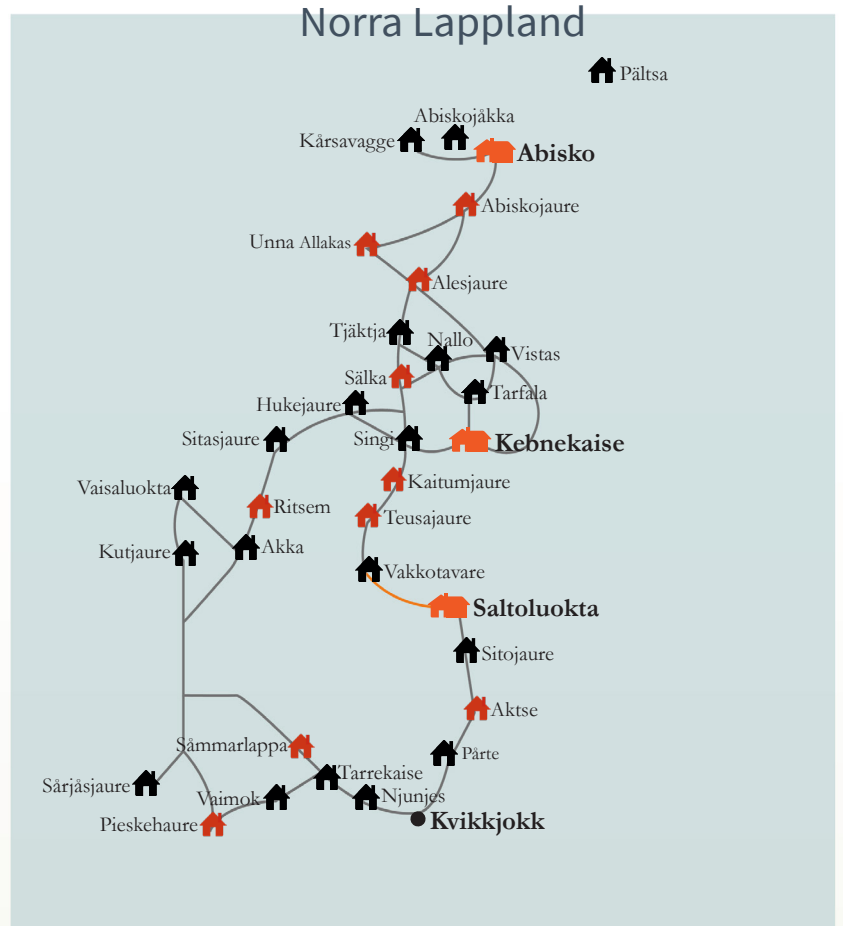 Norra Lappland
Pältsa
Abiskojåkka
Kårsavagge
Abisko
Abiskojaure
Unna Allakas
Alesjaure
Tjäktja
Nallo
Vistas
Sälka
Tarfala
Hukejaure
Sitasjaure
Singi
Kebnekaise
Kaitumjaure
Vaisaluokta
Ritsem
Teusajaure
Kutjaure
Akka
Vakkotavare
Saltoluokta
Sitojaure
Aktse
Såmmarlappa
Pårte
Tarrekaise
Sårjåsjaure
Vaimok
Njunjes
Pieskehaure
Kvikkjokk